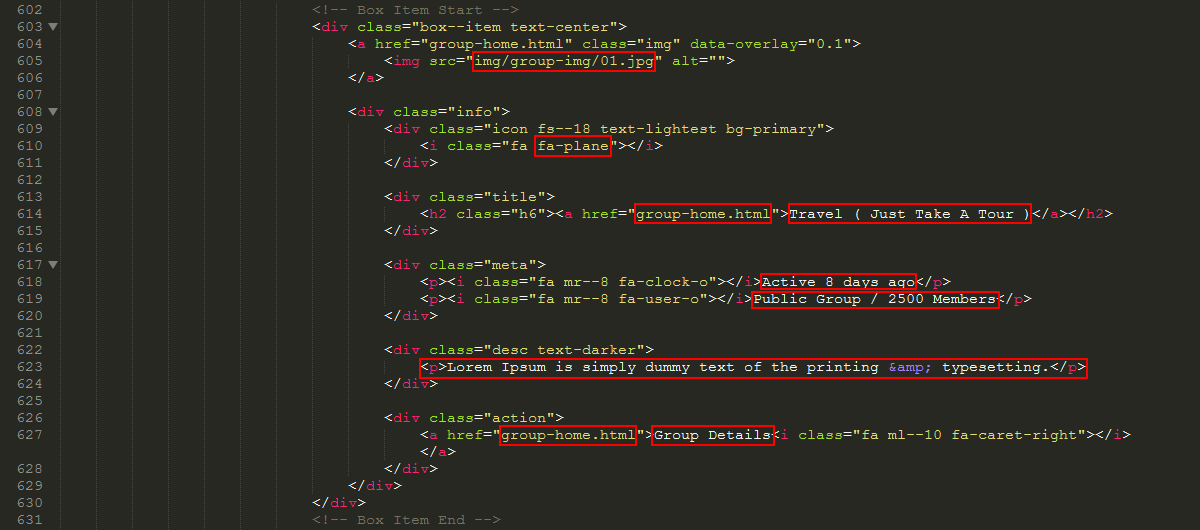 602 <!-- Box Item Start -->
603 <div class="box--item text-center">
604 <a href="group-home.html" class="img" data-overlay="0.1">
605 <img src="img/group-img/01.jpg" alt="">
606 </a>
607
608 <div class="info">
609 <div class="icon fs--18 text-lightest bg-primary">
610 <i class="fa fa-plane"></i>
611 </div>
612
613 <div class="title">
614 <h2 class="h6"><a href="group-home.html">Travel ( Just Take A Tour )</a></h2>
615 </div>
616
617 <div class="meta">
618 <p><i class="fa mr--8 fa-clock-o"></i>Active 8 days ago</p>
619 <p><i class="fa mr--8 fa-user-o"></i>Public Group / 2500 Members</p>
620 </div>
621
622 <div class="desc text-darker">
623 <p>Lorem Ipsum is simply dummy text of the printing &amp; typesetting.</p>
624 </div>
625
626 <div class="action">
627 <a href="group-home.html">Group Details<i class="fa ml--10 fa-caret-right"></i>
</a>
628 </div>
629 </div>
630 </div>
631 <!-- Box Item End -->